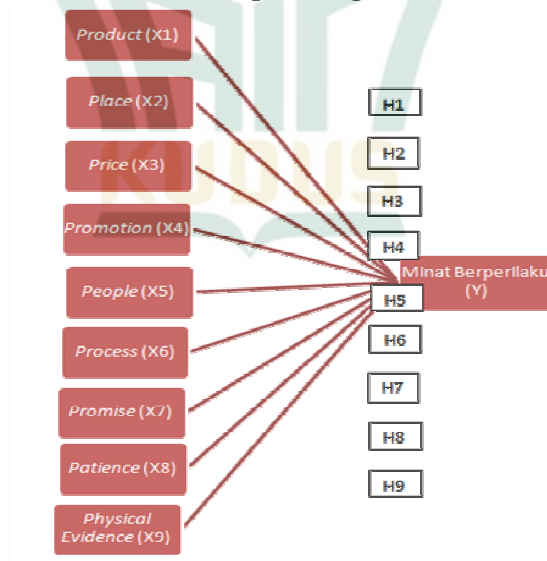 Product (X1)
Place (X2)
Price (X3)
Promotion (X4)
People (X5)
Process (X6)
Promise (X7)
Patience (X8)
Physical
Evidence (X9)
H1
H2
H3
H4
H5
H6
H7
H8
H9
Minat Berperilaku
(Y)
KUDUS